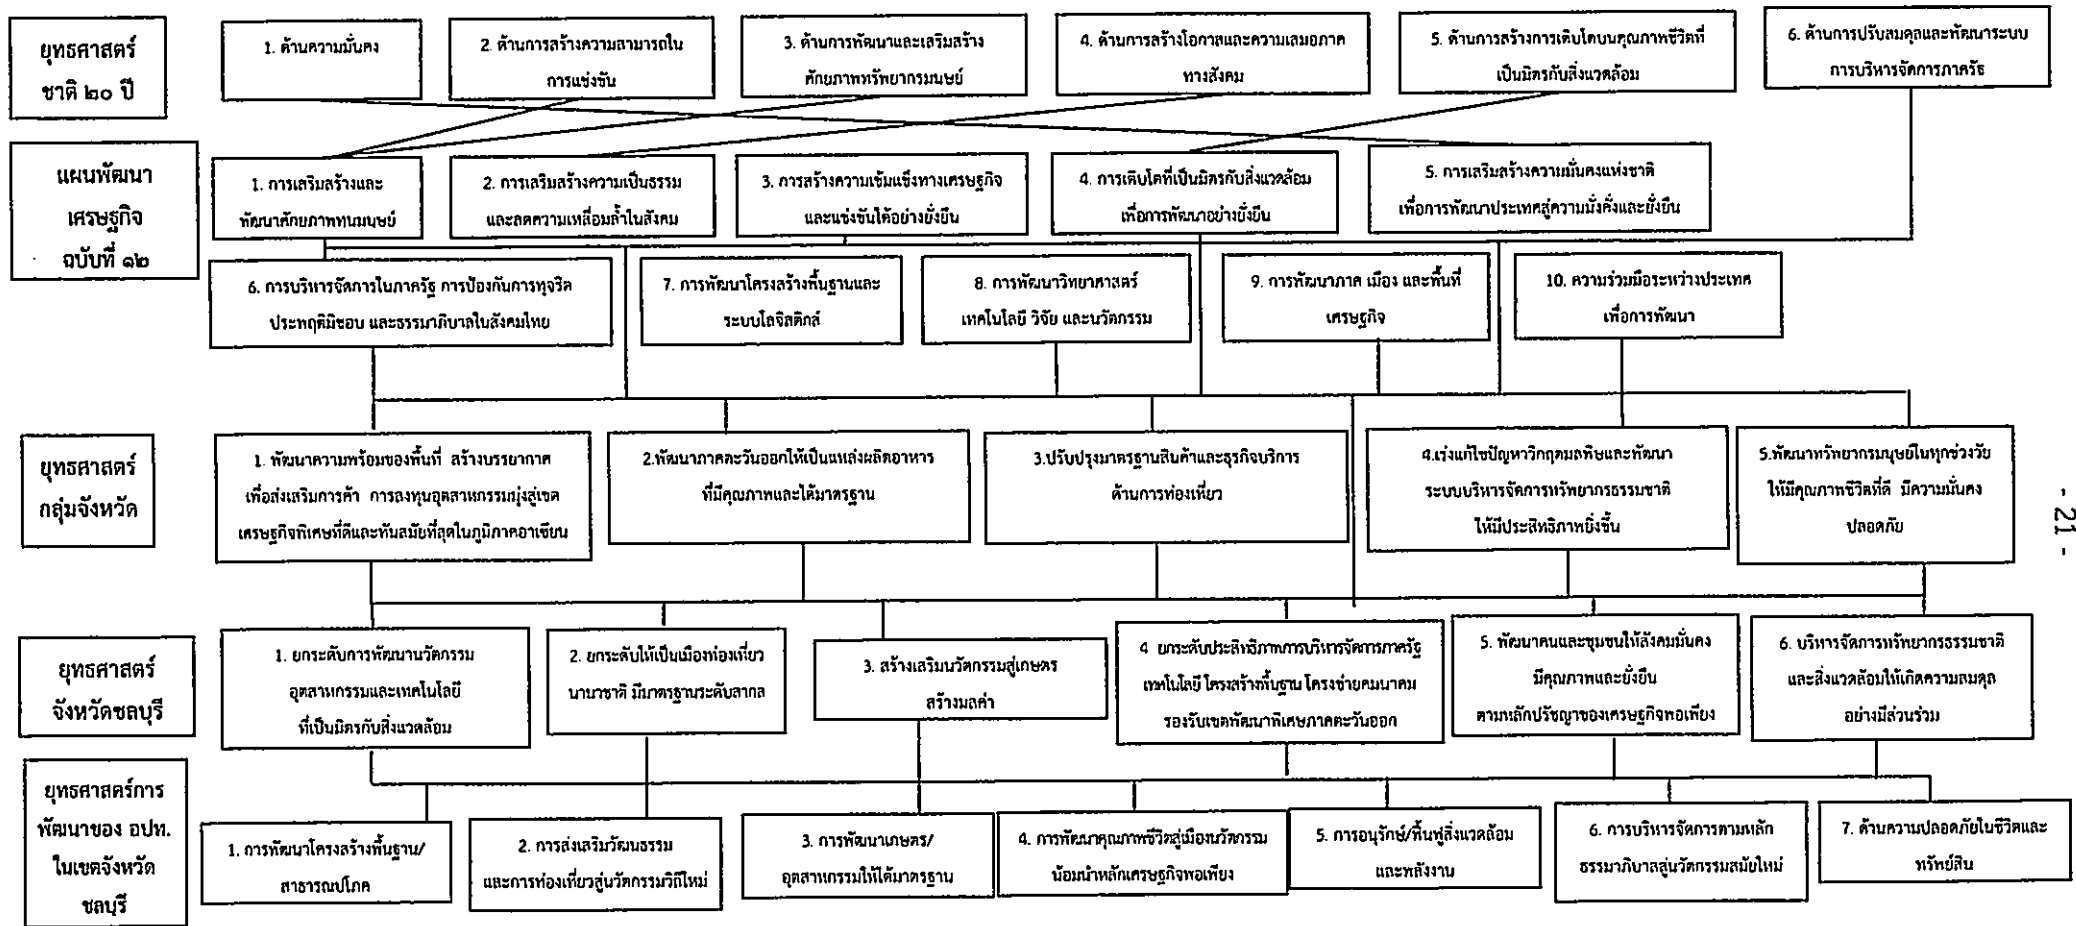 ยุทธศาสตร์
ชาติ ๒๐ ปี
1. ด้านความมั่นคง
2. ด้านการสร้างความสามารถใน
การแข่งขัน
3. ด้านการพัฒนาและเสริมสร้าง
ศักยภาพทรัพยากรมนุษย์
4. ด้านการสร้างโอกาสและความเสมอภาค
ทางสังคม
5. ด้านการสร้างการเติบโตบนคุณภาพชีวิตที่
เป็นมิตรกับสิ่งแวดล้อม
6. ด้านการปรับสมดุลและพัฒนาระบบ
การบริหารจัดการภาครัฐ
แผนพัฒนา
เศรษฐกิจ
ฉบับที่ ๑๒
1. การเสริมสร้างและ
พัฒนาศักยภาพทุนมนุษย์
2. การเสริมสร้างความเป็นธรรม
และลดความเหลื่อมล้ำในสังคม
3. การสร้างความเข้มแข็งทางเศรษฐกิจ
และแข่งขันได้อย่างยั่งยืน
4. การเติบโตที่เป็นมิตรกับสิ่งแวดล้อม
เพื่อการพัฒนาอย่างยั่งยืน
5. การเสริมสร้างความมั่นคงแห่งชาติ
เพื่อการพัฒนาประเทศสู่ความมั่งคั่งและยั่งยืน
6. การบริหารจัดการในภาครัฐ การป้องกันการทุจริต
ประพฤติมิชอบ และธรรมาภิบาลในสังคมไทย
7. การพัฒนาโครงสร้างพื้นฐานและ
ระบบโลจิสติกส์
8. การพัฒนาวิทยาศาสตร์
เทคโนโลยี วิจัย และนวัตกรรม
9. การพัฒนาภาค เมือง และพื้นที่
เศรษฐกิจ
10. ความร่วมมือระหว่างประเทศ
เพื่อการพัฒนา
ยุทธศาสตร์
กลุ่มจังหวัด
1. พัฒนาความพร้อมของพื้นที่ สร้างบรรยากาศ
เพื่อส่งเสริมการค้า การลงทุนอุตสาหกรรมมุ่งสู่เขต
เศรษฐกิจพิเศษที่ดีและทันสมัยที่สุดในภูมิภาคอาเซียน
2.พัฒนาภาคตะวันออกให้เป็นแหล่งผลิตอาหาร
ที่มีคุณภาพและได้มาตรฐาน
3.ปรับปรุงมาตรฐานสินค้าและธุรกิจบริการ
ด้านการท่องเที่ยว
4.เร่งแก้ไขปัญหาวิกฤตมลพิษและพัฒนา
ระบบบริหารจัดการทรัพยากรธรรมชาติ
ให้มีประสิทธิภาพยิ่งขึ้น
5.พัฒนาทรัพยากรมนุษย์ในทุกช่วงวัย
ให้มีคุณภาพชีวิตที่ดี มีความมั่นคง
ปลอดภัย
- 21 -
ยุทธศาสตร์
จังหวัดชลบุรี
1. ยกระดับการพัฒนานวัตกรรม
อุตสาหกรรมและเทคโนโลยี
ที่เป็นมิตรกับสิ่งแวดล้อม
2. ยกระดับให้เป็นเมืองท่องเที่ยว
นานาชาติ มีมาตรฐานระดับสากล
3. สร้างเสริมนวัตกรรมสู่เกษตร
สร้างมูลค่า
4 ยกระดับประสิทธิภาพการบริหารจัดการภาครัฐ
เทคโนโลยี โครงสร้างพื้นฐาน โครงข่ายคมนาคม
รองรับเขตพัฒนาพิเศษภาคตะวันออก
5. พัฒนาคนและชุมชนให้สังคมมั่นคง
มีคุณภาพและยั่งยืน
ตามหลักปรัชญาของเศรษฐกิจพอเพียง
6. บริหารจัดการทรัพยากรธรรมชาติ
และสิ่งแวดล้อมให้เกิดความสมดุล
อย่างมีส่วนร่วม
ยุทธศาสตร์การ
พัฒนาของ อปท.
ในเขตจังหวัด
ชลบุรี
1. การพัฒนาโครงสร้างพื้นฐาน/
สาธารณูปโภค
2. การส่งเสริมวัฒนธรรม
และการท่องเที่ยวสู่นวัตกรรมวิถีใหม่
3. การพัฒนาเกษตร/
อุตสาหกรรมให้ได้มาตรฐาน
4. การพัฒนาคุณภาพชีวิตสู่เมืองนวัตกรรม
น้อมนำหลักเศรษฐกิจพอเพียง
5. การอนุรักษ์/ฟื้นฟูสิ่งแวดล้อม
และพลังงาน
6. การบริหารจัดการตามหลัก
ธรรมาภิบาลสู่นวัตกรรมสมัยใหม่
7. ด้านความปลอดภัยในชีวิตและ
ทรัพย์สิน